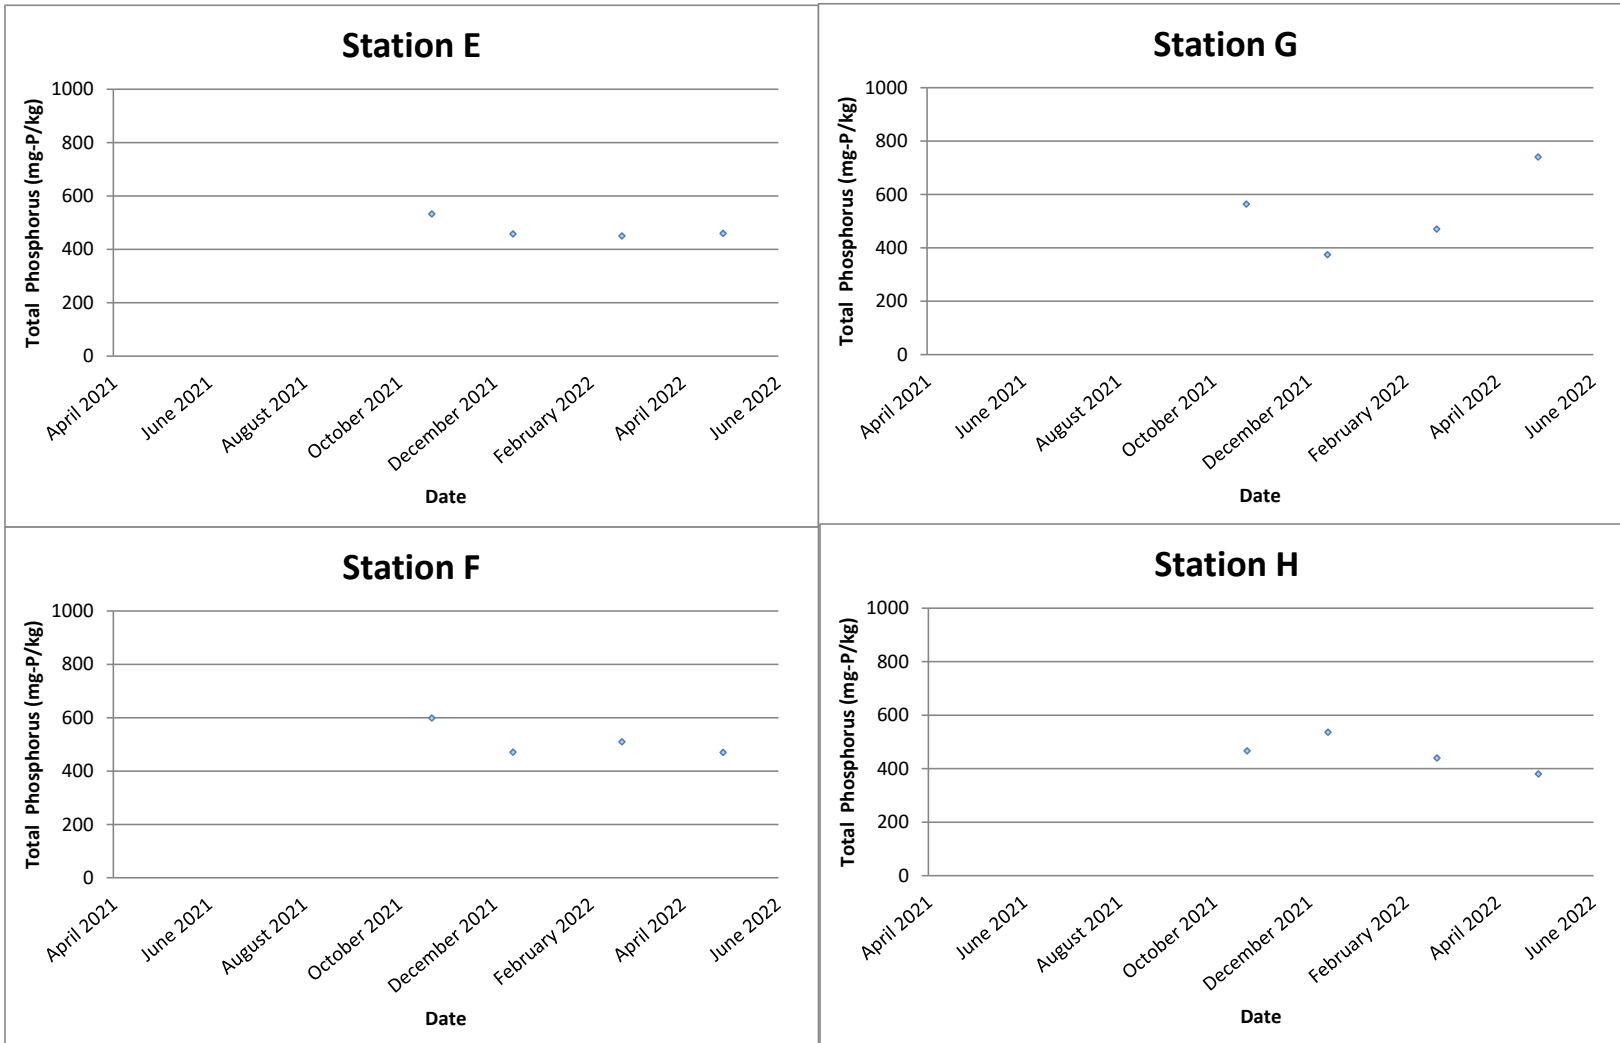 Station E
Total Phosphorus (mg-P/kg)
1000
800
600
400
200
0
April 2021
June 2021
August 2021
October 2021
December 2021
February 2022
April 2022
June 2022
Date
Station G
Total Phosphorus (mg-P/kg)
1000
800
600
400
200
0
April 2021
June 2021
August 2021
October 2021
December 2021
February 2022
April 2022
June 2022
Date
Station F
Total Phosphorus (mg-P/kg)
1000
800
600
400
200
0
April 2021
June 2021
August 2021
October 2021
December 2021
February 2022
April 2022
June 2022
Date
Station H
Total Phosphorus (mg-P/kg)
1000
800
600
400
200
0
April 2021
June 2021
August 2021
October 2021
December 2021
February 2022
April 2022
June 2022
Date